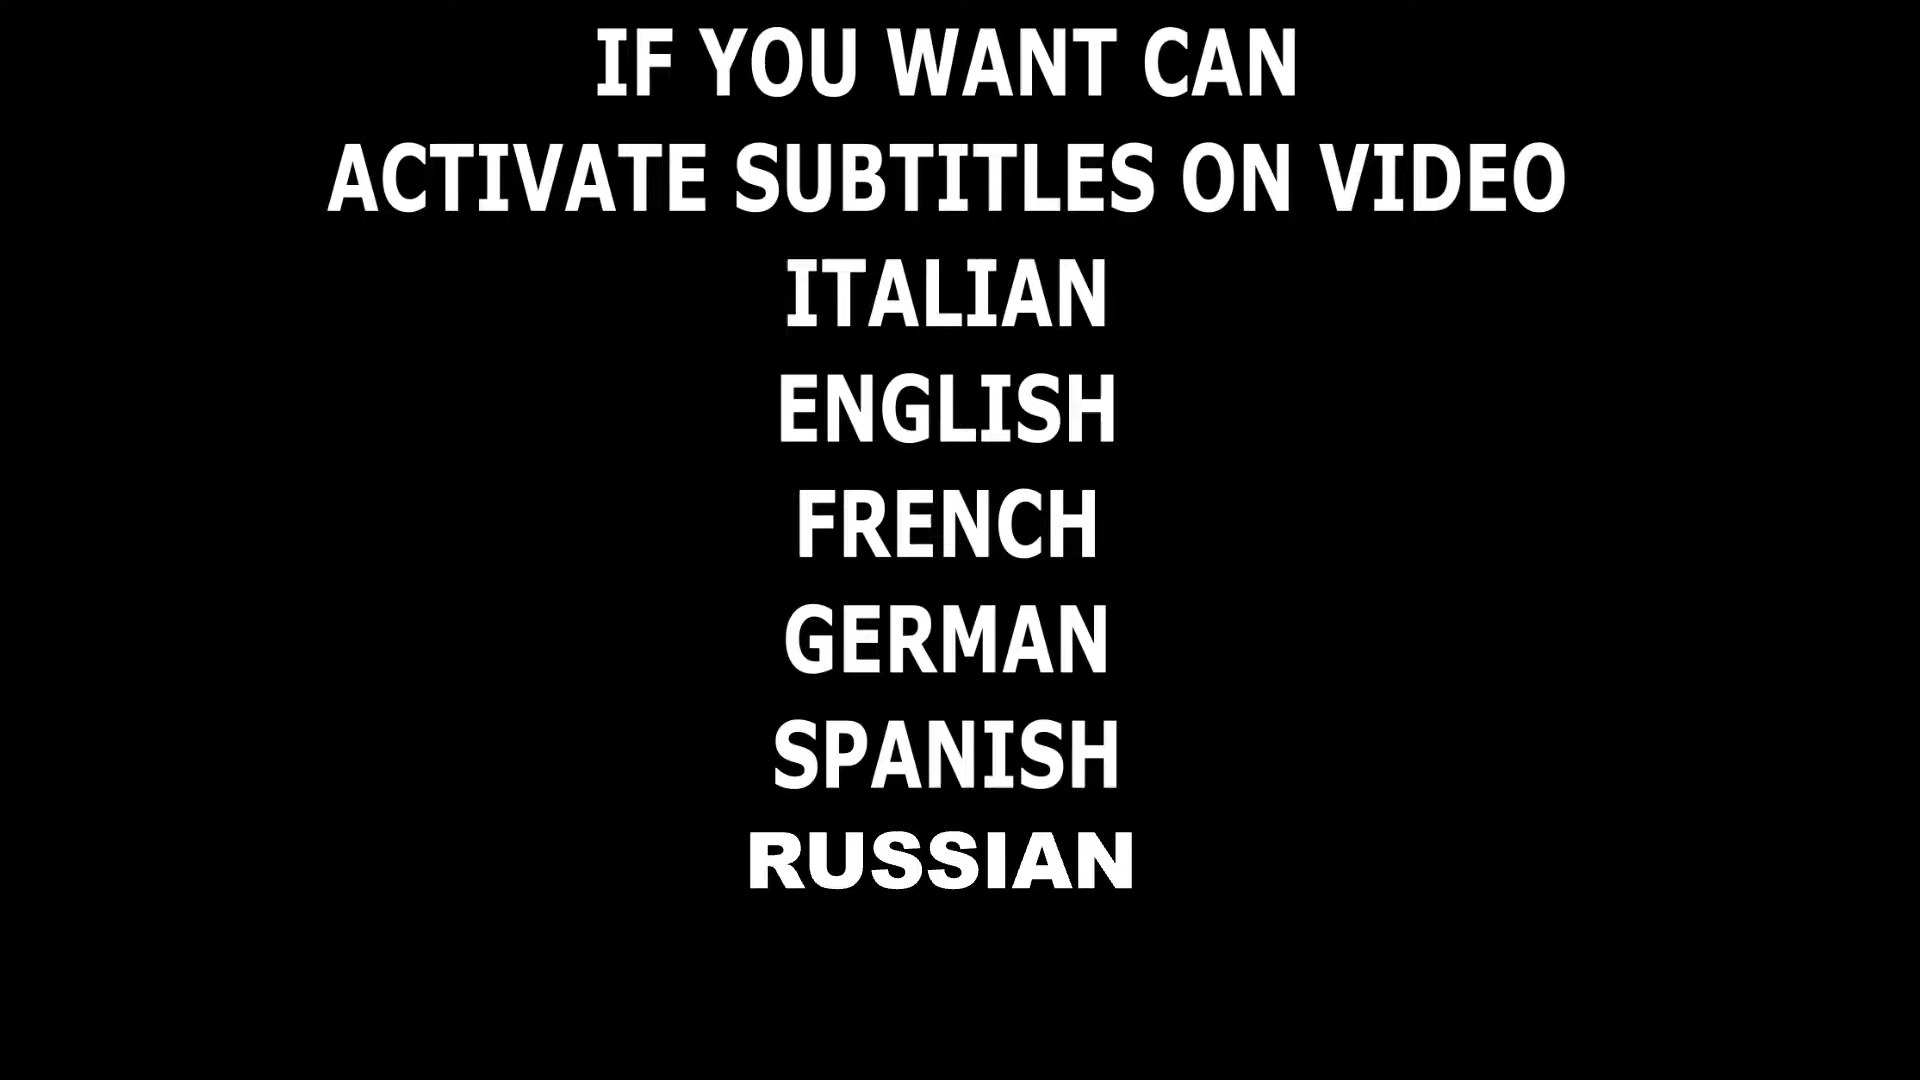 IF YOU WANT CAN
ACTIVATE SUBTITLES ON VIDEO
ITALIAN
ENGLISH
FRENCH
GERMAN
SPANISH
RUSSIAN